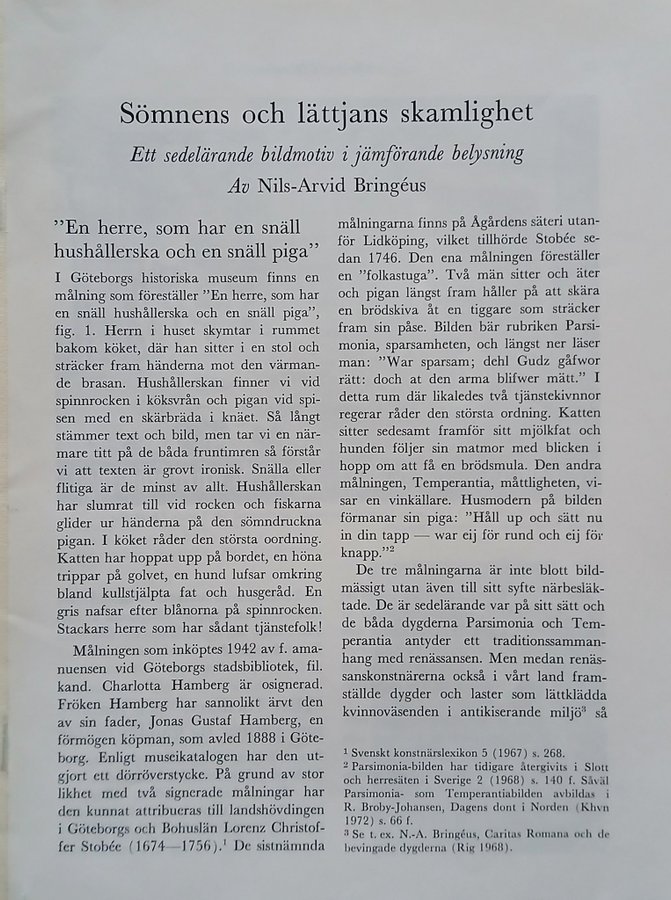 Sömnens och lättjans skamlighet
Ett sedelärande bildmotiv i jämförande belysning
Av Nils-Arvid Bringéus
”En herre, som har en snäll
hushållerska och en snäll piga”
I Göteborgs historiska museum finns en
målning som föreställer ”En herre, som har
en snäll hushållerska och en snäll piga”,
fig. 1. Herrn i huset skymtar i rummet
bakom köket, där han sitter i en stol och
sträcker fram händerna mot den värman-
de brasan. Hushållerskan finner vi vid
spinnrocken i köksvrån och pigan vid spi-
sen med en skärbräda i knäet. Så långt
stämmer text och bild, men tar vi en när-
mare titt på de båda fruntimren så förstår
vi att texten är grovt ironisk. Snälla eller
flitiga är de minst av allt. Hushållerskan
har slumrat till vid rocken och fiskarna
glider ur händerna på den sömndruckna
pigan. I köket råder den största oordning.
Katten har hoppat upp på bordet, en höna
trippar på golvet, en hund lufsar omkring
bland kullstjälpta fat och husgeråd. En
gris nafsar efter blånorna på spinnrocken.
Stackars herre som har sådant tjänstefolk!
Målningen som inköptes 1942 av f. ama-
nuensen vid Göteborgs stadsbibliotek, fil.
kand. Charlotta Hamberg är osignerad.
Fröken Hamberg har sannolikt ärvt den
av sin fader, Jonas Gustaf Hamberg, en
förmögen köpman, som avled 1888 i Göte-
borg. Enligt museikatalogen har den ut-
gjort ett dörröverstycke. På grund av stor
likhet med två signerade målningar har
den kunnat attribueras till landshövdingen
i Göteborgs och Bohuslän Lorenz Christof-
fer Stobée (1674—1756).¹ De sistnämnda
målningarna finns på Ågårdens säteri utan-
för Lidköping, vilket tillhörde Stobée se-
dan 1746. Den ena målningen föreställer
en ”folkastuga”. Två män sitter och äter
och pigan längst fram håller på att skära
en brödskiva åt en tiggare som sträcker
fram sin påse. Bilden bär rubriken Parsi-
monia, sparsamheten, och längst ner läser
man: ”War sparsam; dehl Gudz gåfwor
rätt: doch at den arma blifwer mätt.” I
detta rum där likaledes två tjänstekivnnor
regerar råder den största ordning. Katten
sitter sedesamt framför sitt mjölkfat och
hunden följer sin matmor med blicken i
hopp om att få en brödsmula. Den andra
målningen, Temperantia, måttligheten, vi-
sar en vinkällare. Husmodern på bilden
förmanar sin piga: ”Håll up och sätt nu
in din tapp — war eij för rund och eij för
knapp.”²
De tre målningarna är inte blott bild-
mässigt utan även till sitt syfte närbesläk-
tade. De är sedelärande var på sitt sätt och
de båda dygderna Parsimonia och Tem-
perantia antyder ett traditionssamman-
hang med renässansen. Men medan renäs-
sanskonstnärerna också i vårt land fram-
ställde dygder och laster som lättklädda
kvinnoväsenden i antikiserande miljö³ så
¹ Svenskt konstnärslexikon 5 (1967) s. 268.
² Parsimonia-bilden har tidigare återgivits i Slott
och herresäten i Sverige 2 (1968) s. 140 f. Såväl
Parsimonia- som Temperantiabilden avbildas i
R. Broby-Johansen, Dagens dont i Norden (Khvn
1972) s. 66 f.
³ Se t. ex. N.-A. Bringéus, Caritas Romana och de
bevingade dygderna (Rig 1968).